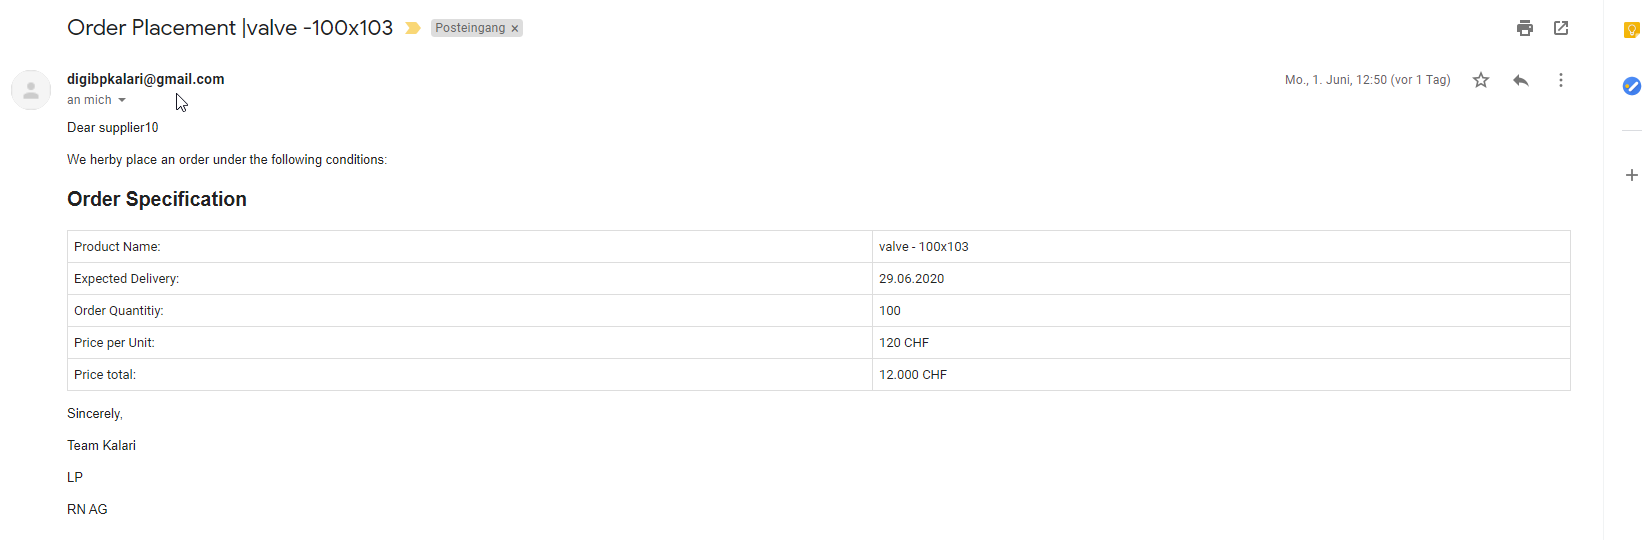 Order Placement |valve -100x103 Posteingang ×
digibpkalari@gmail.com Mo., 1. Juni, 12:50 (vor 1 Tag)
an mich
Dear supplier10
We herby place an order under the following conditions:
Order Specification
Product Name: valve - 100x103
Expected Delivery: 29.06.2020
Order Quantitiy: 100
Price per Unit: 120 CHF
Price total: 12.000 CHF
Sincerely,
Team Kalari
LP
RN AG